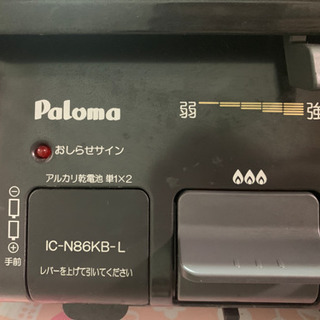 Paloma
弱 強
おしらせサイン
アルカリ乾電池 単1×2
⊖
⊕
手前
IC-N86KB-L
レバーを上げて引いてください